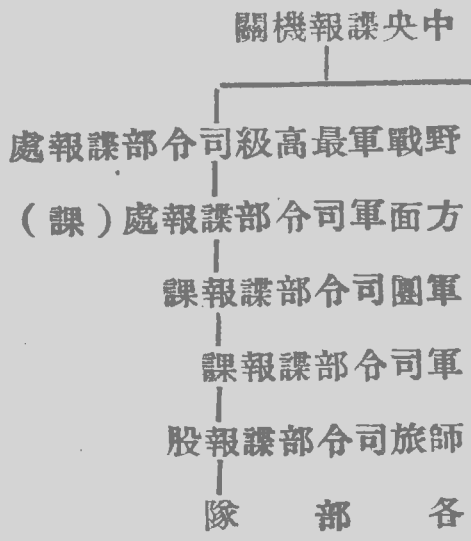 中央諜報機關
野戰軍最高級司令部諜報處
方面軍司令部諜報處(課)
軍團司令部諜報課
軍司令部諜報課
師旅司令部諜報股
各部隊